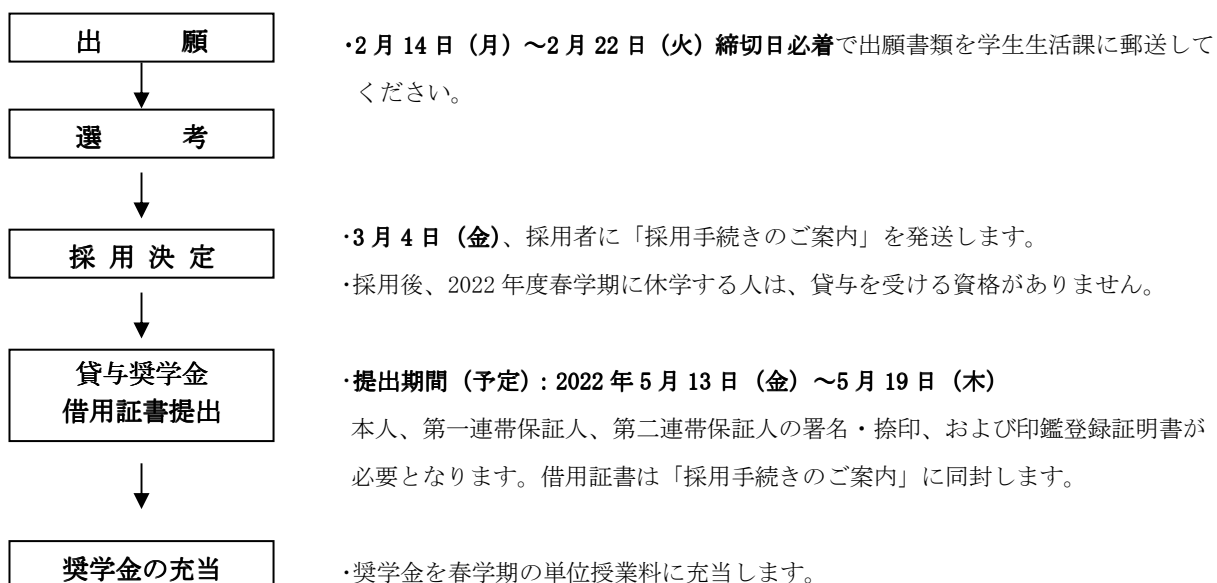 出　　願
・2月14日（月）～2月22日（火）締切日必着で出願書類を学生生活課に郵送して
ください。
選　　考
採 用 決 定
・3月4日（金）、採用者に「採用手続きのご案内」を発送します。
・採用後、2022年度春学期に休学する人は、貸与を受ける資格がありません。
貸与奨学金
借用証書提出
・提出期間（予定）：2022年5月13日（金）～5月19日（木）
本人、第一連帯保証人、第二連帯保証人の署名・捺印、および印鑑登録証明書が
必要となります。借用証書は「採用手続きのご案内」に同封します。
奨学金の充当
・奨学金を春学期の単位授業料に充当します。